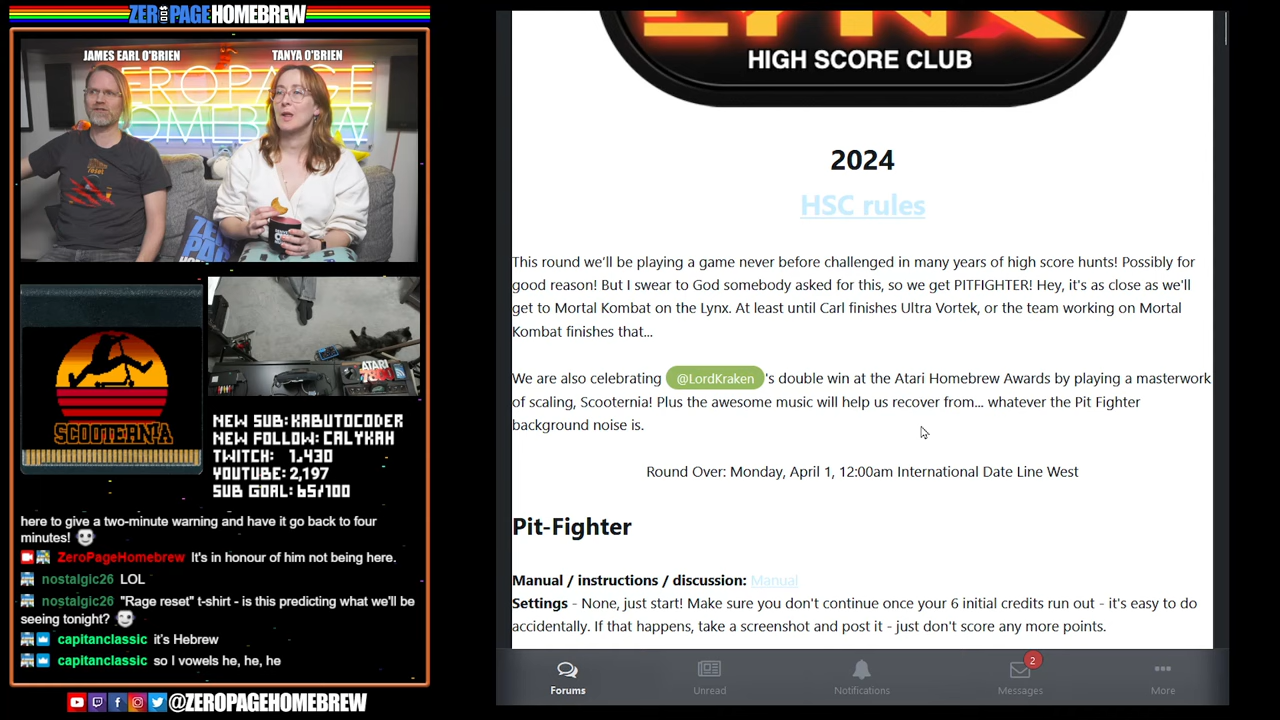 ZEROPAGE HOMEBREW
JAMES EARL O'BRIEN
TANYA O'BRIEN
ZEROPAGE
HOMEBREW
ATARI
7800
SCOOTERNIA
NEW SUB: KABUTOCODER
NEW FOLLOW: CALYKAH
TWITCH: 1,430
YOUTUBE: 2,197
SUB GOAL: 65/100
here to give a two-minute warning and have it go back to four
minutes!
ZeroPageHomebrew It's in honour of him not being here.
nostalgic26 LOL
nostalgic26 "Rage reset" t-shirt - is this predicting what we'll be
seeing tonight?
capitanclassic it's Hebrew
capitanclassic so I vowels he, he, he
@ZEROPAGEHOMEBREW
LYNX
HIGH SCORE CLUB
2024
HSC rules
This round we'll be playing a game never before challenged in many years of high score hunts! Possibly for
good reason! But I swear to God somebody asked for this, so we get PITFIGHTER! Hey, it's as close as we'll
get to Mortal Kombat on the Lynx. At least until Carl finishes Ultra Vortek, or the team working on Mortal
Kombat finishes that...
We are also celebrating @LordKraken 's double win at the Atari Homebrew Awards by playing a masterwork
of scaling, Scooternia! Plus the awesome music will help us recover from... whatever the Pit Fighter
background noise is.
Round Over: Monday, April 1, 12:00am International Date Line West
Pit-Fighter
Manual / instructions / discussion: Manual
Settings - None, just start! Make sure you don't continue once your 6 initial credits run out - it's easy to do
accidentally. If that happens, take a screenshot and post it - just don't score any more points.
Forums
Unread
Notifications
2
Messages
More